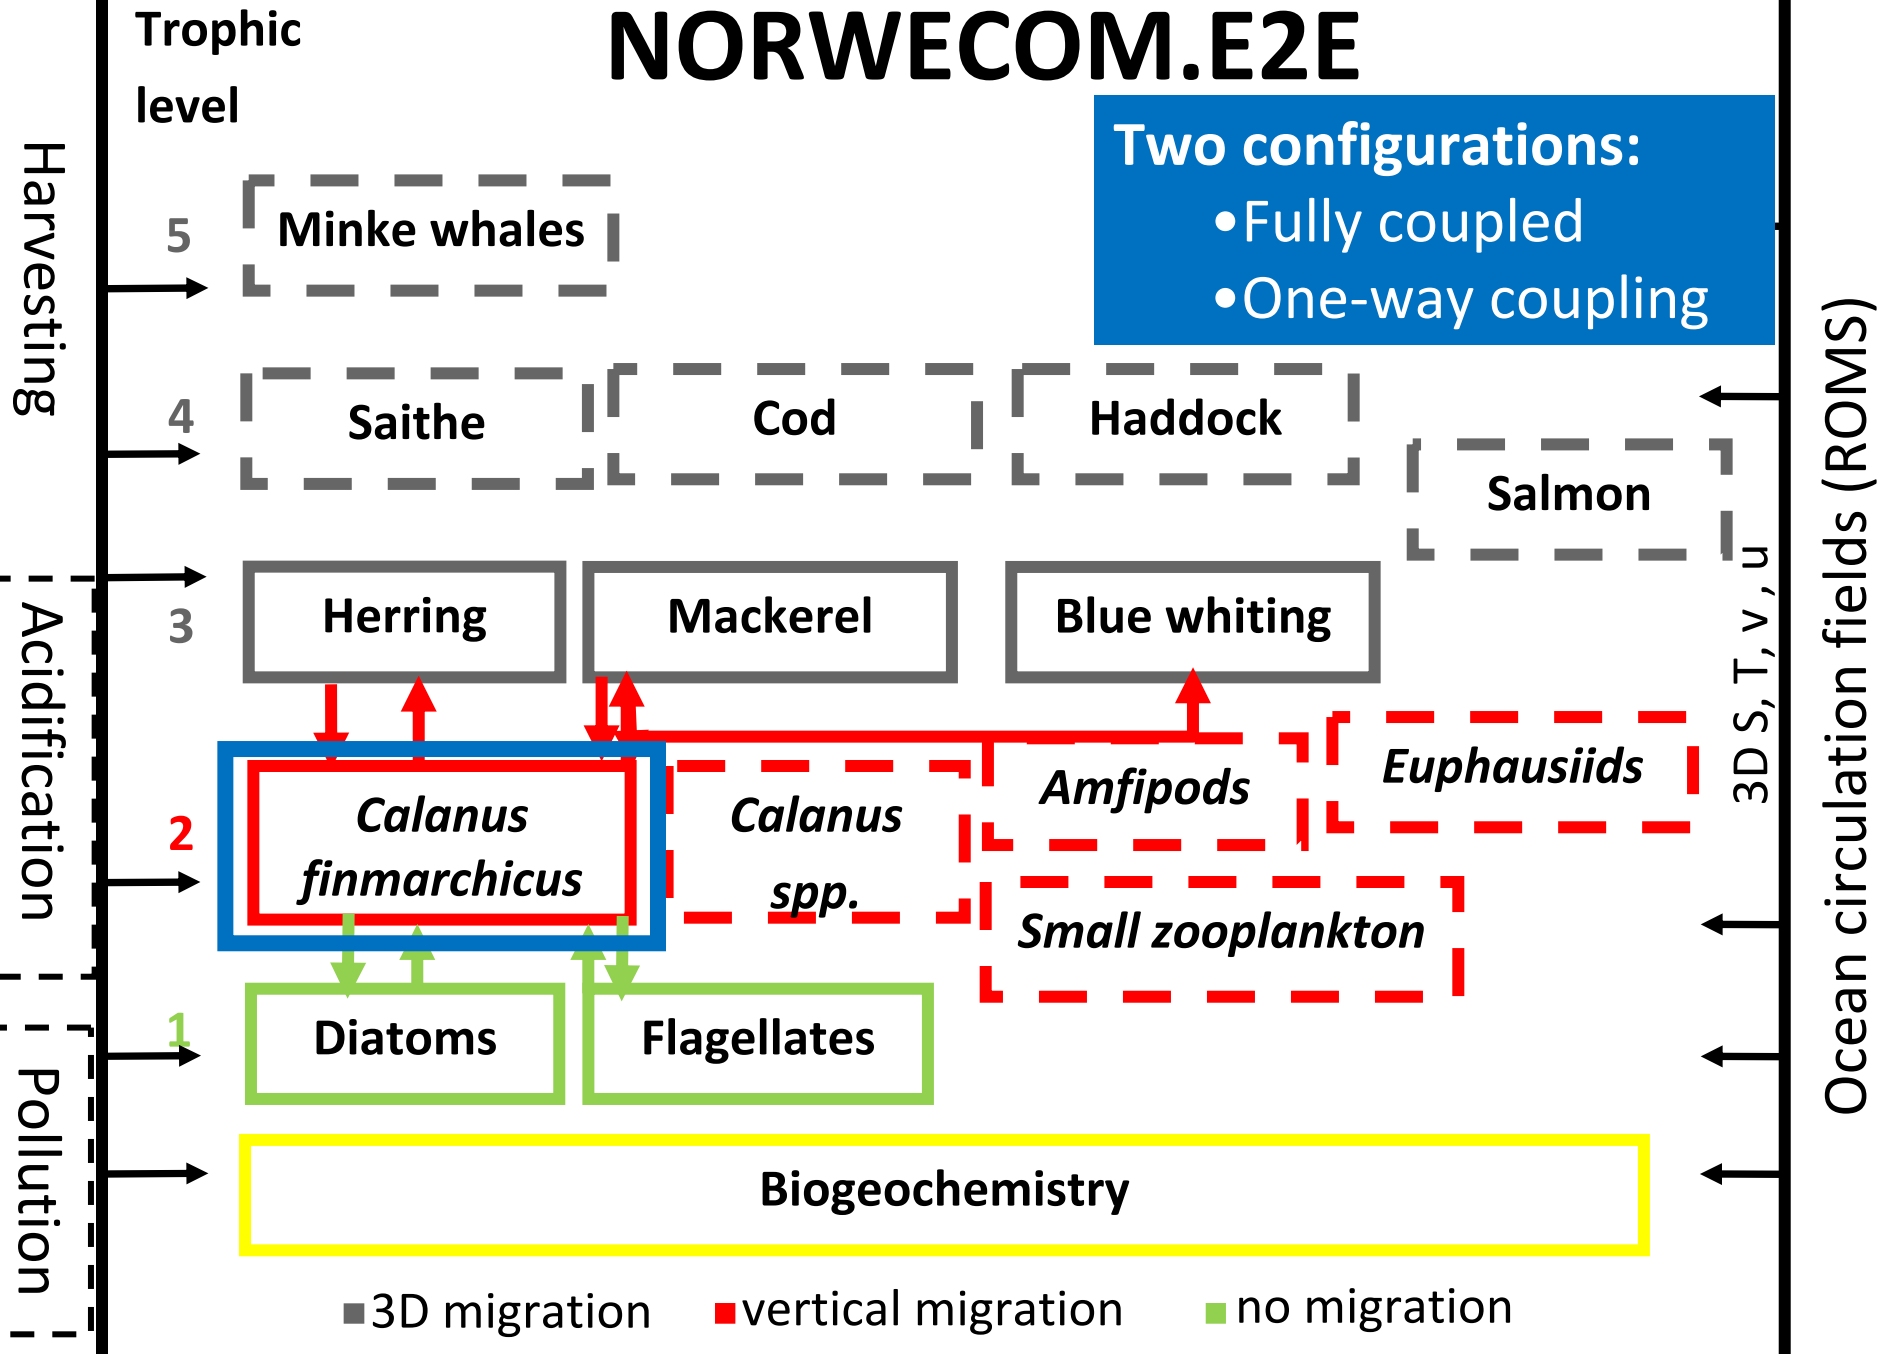 Trophic
level
NORWECOM.E2E
Two configurations:
•Fully coupled
•One-way coupling
Harvesting
Acidification
Pollution
5
Minke whales
4
Saithe
Cod
Haddock
Salmon
3
Herring
Mackerel
Blue whiting
2
Calanus
finmarchicus
Calanus
spp.
Amfipods
Euphausiids
Small zooplankton
1
Diatoms
Flagellates
Biogeochemistry
3D S, T, v , u
Ocean circulation fields (ROMS)
3D migration
vertical migration
no migration